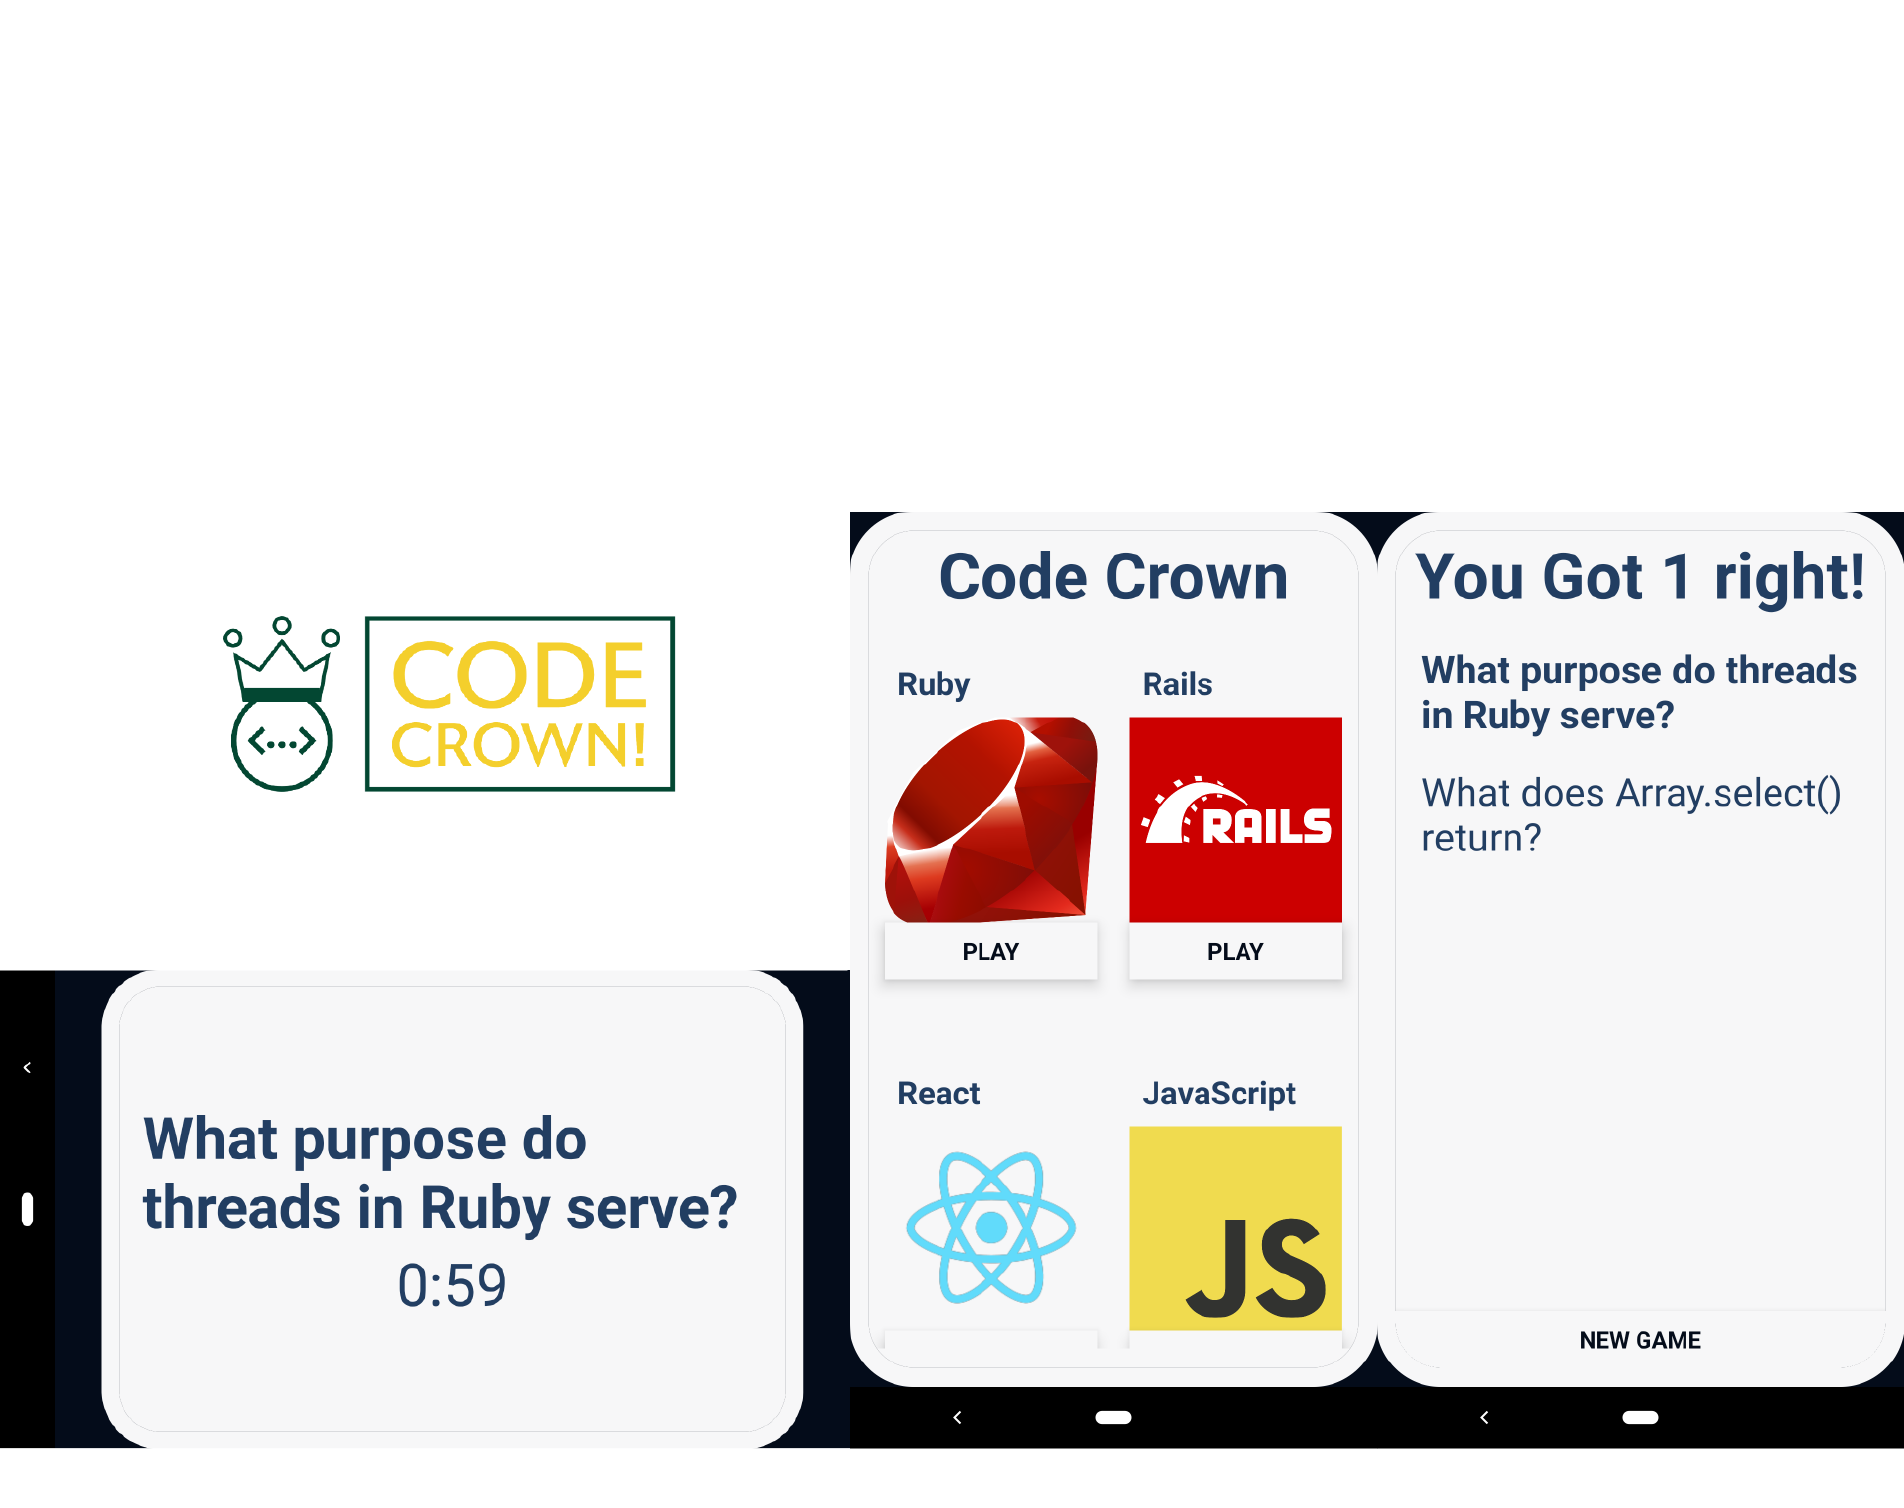 CODE
CROWN!
<...>
What purpose do
threads in Ruby serve?
0:59
Code Crown
Ruby
Rails
RAILS
PLAY
PLAY
React
JavaScript
JS
You Got 1 right!
What purpose do threads
in Ruby serve?
What does Array.select()
return?
NEW GAME